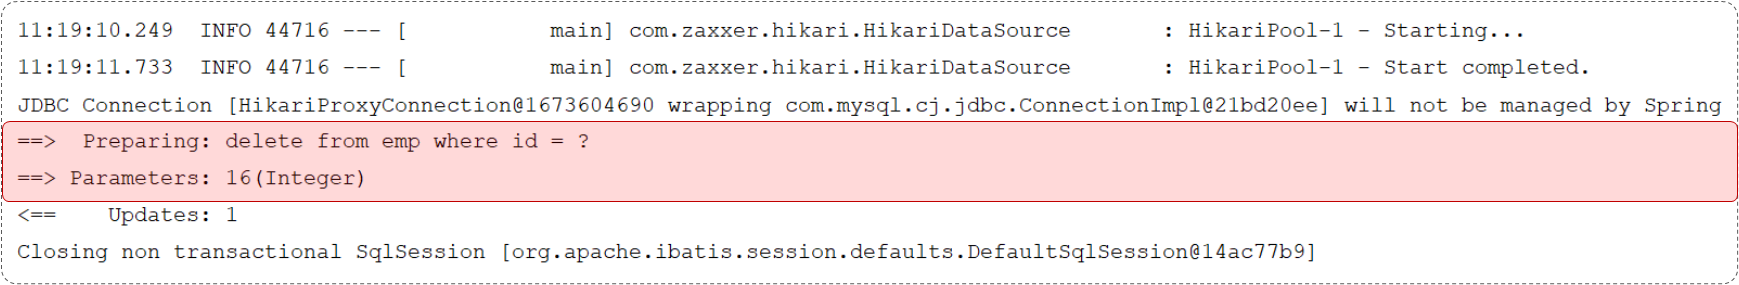 11:19:10.249  INFO 44716 --- [           main] com.zaxxer.hikari.HikariDataSource       : HikariPool-1 - Starting...
11:19:11.733  INFO 44716 --- [           main] com.zaxxer.hikari.HikariDataSource       : HikariPool-1 - Start completed.
JDBC Connection [HikariProxyConnection@1673604690 wrapping com.mysql.cj.jdbc.ConnectionImpl@21bd20ee] will not be managed by Spring
==>  Preparing: delete from emp where id = ?
==> Parameters: 16(Integer)
<==    Updates: 1
Closing non transactional SqlSession [org.apache.ibatis.session.defaults.DefaultSqlSession@14ac77b9]